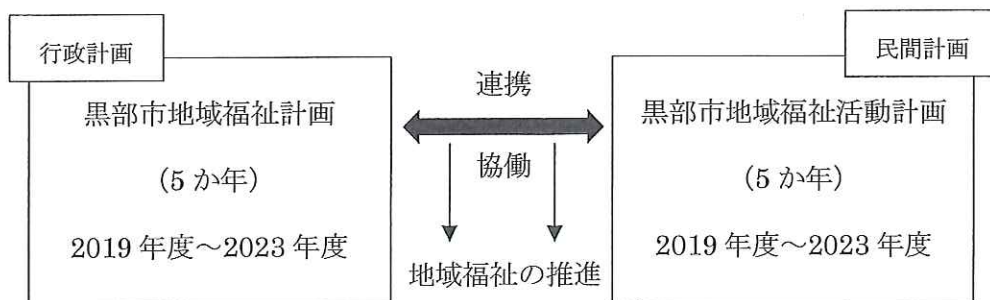 行政計画
黒部市地域福祉計画
(5か年)
2019年度～2023年度
連携
協働
地域福祉の推進
民間計画
黒部市地域福祉活動計画
(5か年)
2019年度～2023年度